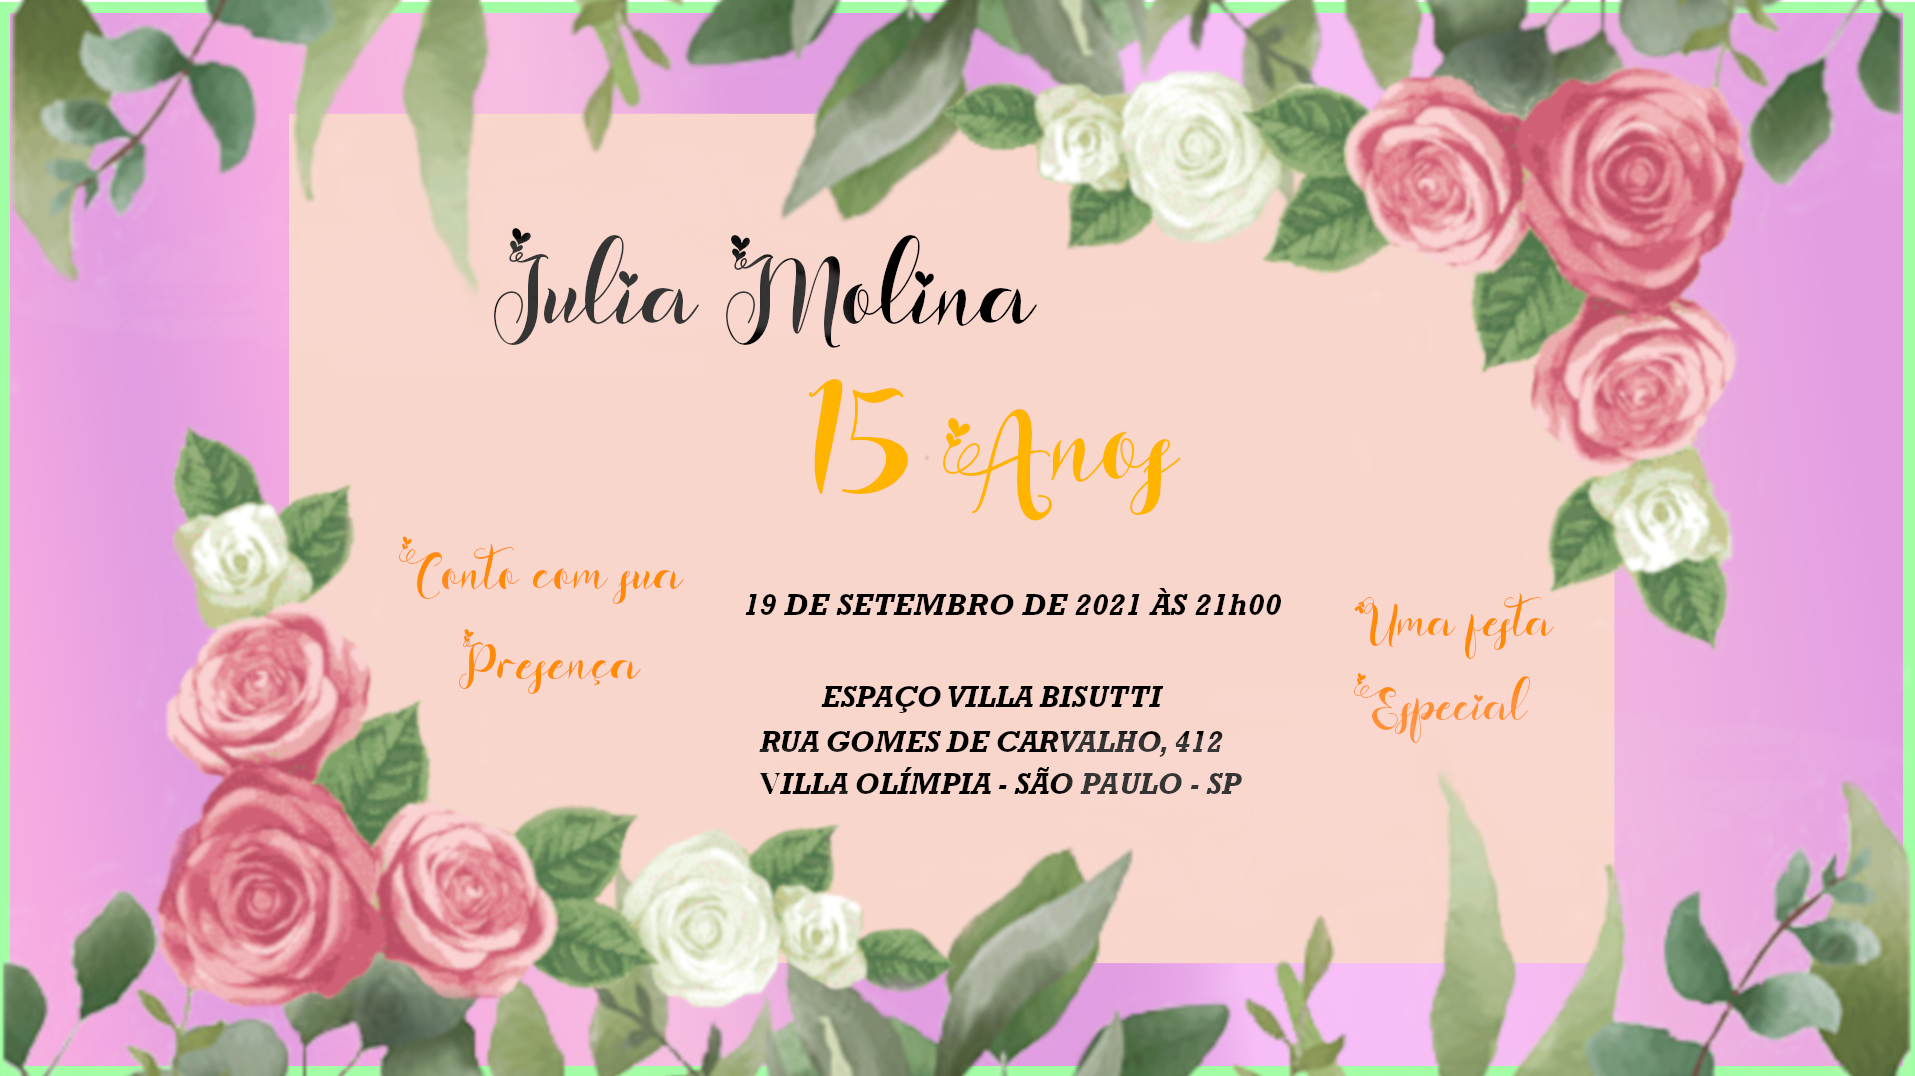 Julia Molina
15 Anos
Conto com sua
Presença
19 DE SETEMBRO DE 2021 ÀS 21h00
ESPAÇO VILLA BISUTTI
RUA GOMES DE CARVALHO, 412
VILLA OLÍMPIA - SÃO PAULO - SP
Uma festa
Especial